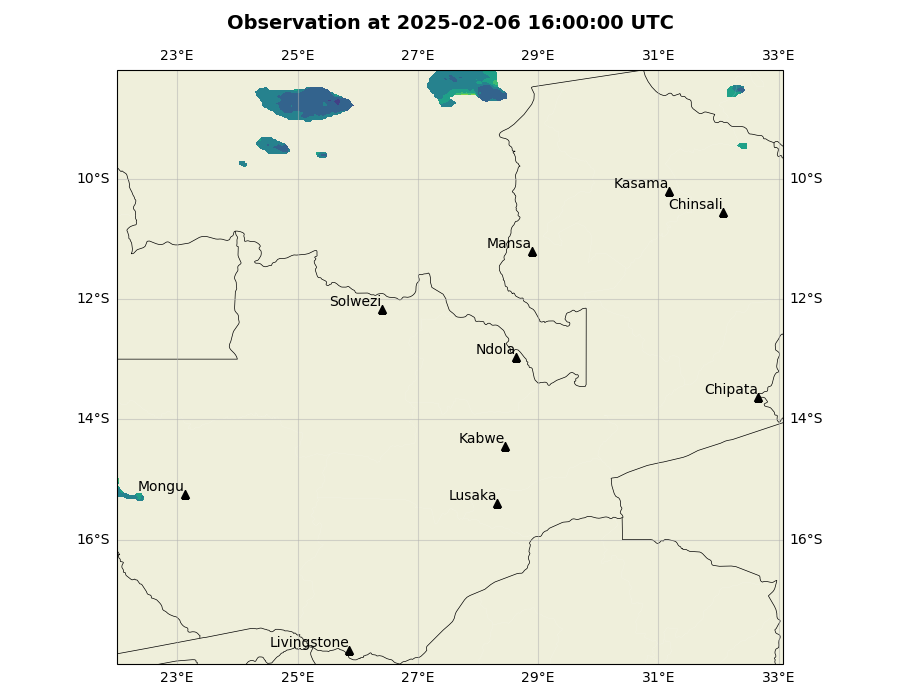 Observation at 2025-02-06 16:00:00 UTC
23°E 25°E 27°E 29°E 31°E 33°E
10°S 10°S
Kasama
Chinsali
Mansa
12°S 12°S
Solwezi
Ndola
Chipata
14°S 14°S
Kabwe
Mongu
Lusaka
16°S 16°S
Livingstone
23°E 25°E 27°E 29°E 31°E 33°E